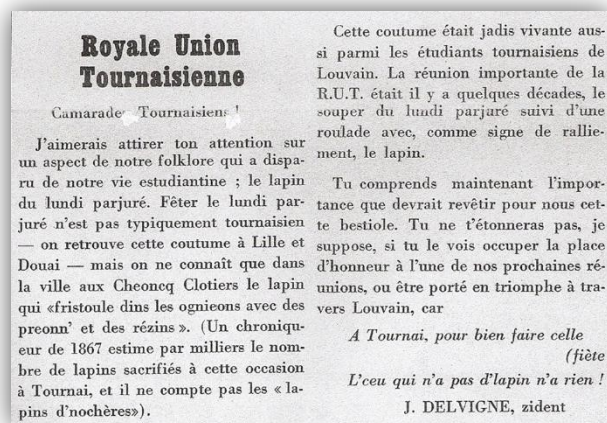 Royale Union
Tournaisienne
Camarades Tournaisiens !
J'aimerais attirer ton attention sur
un aspect de notre folklore qui a dispa-
ru de notre vie estudiantine ; le lapin
du lundi parjuré. Fêter le lundi par-
juré n'est pas typiquement tournaisien
— on retrouve cette coutume à Lille et
Douai — mais on ne connaît que dans
la ville aux Cheoncq Clotiers le lapin
qui «fristoule dins les ognieons avec des
preonn' et des rézins ». (Un chroniqu-
eur de 1867 estime par milliers le nom-
bre de lapins sacrifiés à cette occasion
à Tournai, et il ne compte pas les « la-
pins d'nochères»).
Cette coutume était jadis vivante aus-
si parmi les étudiants tournaisiens de
Louvain. La réunion importante de la
R.U.T. était il y a quelques décades, le
souper du lundi parjuré suivi d'une
roulade avec, comme signe de rallie-
ment, le lapin.
Tu comprends maintenant l'impor-
tance que devrait revêtir pour nous cet-
te bestiole. Tu ne t'étonneras pas, je
suppose, si tu le vois occuper la place
d'honneur à l'une de nos prochaines ré-
unions, ou être porté en triomphe à tra-
vers Louvain, car
A Tournai, pour bien faire celle
(fiète
L'ceu qui n'a pas d'lapin n'a rien !
J. DELVIGNE, zident